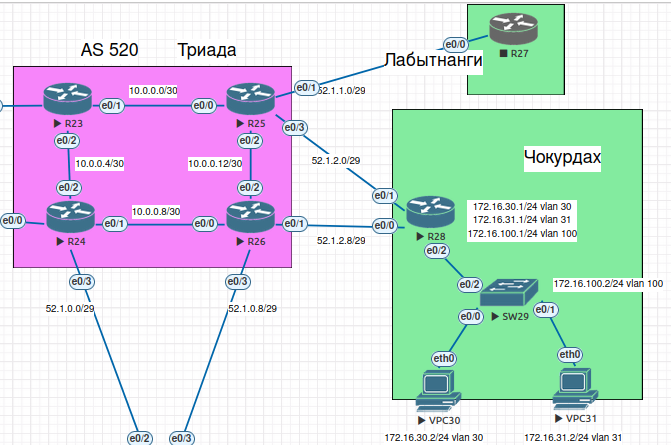 AS 520 Триада
Лабытнанги
e0/0
R27
10.0.0.0/30
e0/1
52.1.1.0/29
e0/1
e0/0
R23
R25
e0/2
e0/2
e0/3
10.0.0.4/30
10.0.0.12/30
52.1.2.0/29
Чокурдах
e0/2
e0/2
e0/1
10.0.0.8/30
e0/0
e0/1
e0/0
e0/1
e0/0
R24
R26
R28
172.16.30.1/24 vlan 30
172.16.31.1/24 vlan 31
172.16.100.1/24 vlan 100
52.1.2.8/29
e0/2
e0/3
e0/3
52.1.0.0/29
52.1.0.8/29
e0/2
172.16.100.2/24 vlan 100
e0/0
SW29
e0/1
eth0
eth0
VPC30
VPC31
172.16.30.2/24 vlan 30
172.16.31.2/24 vlan 31
e0/2
e0/3